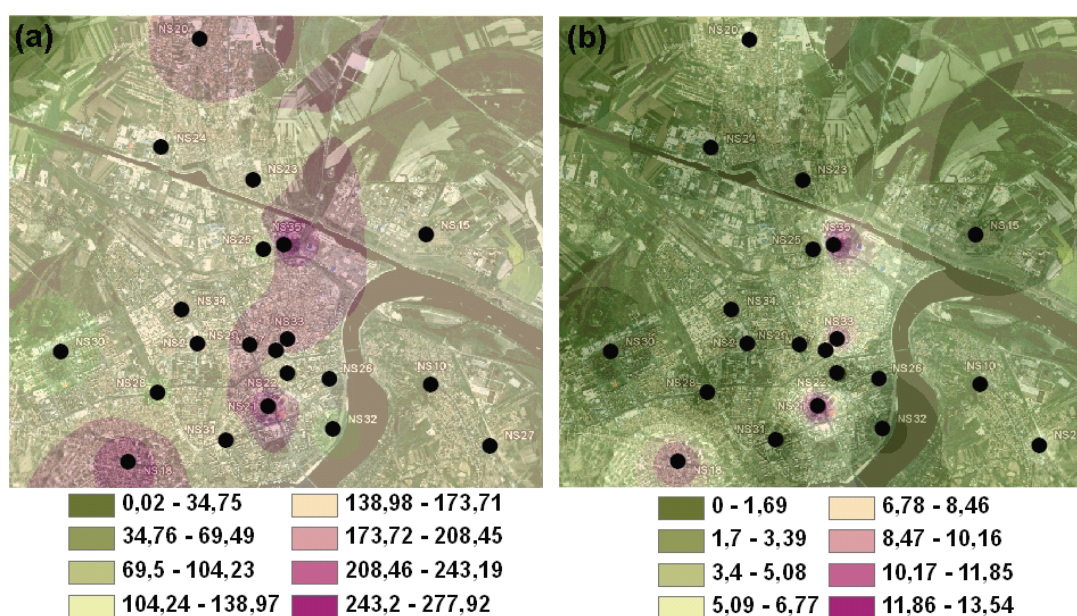 (a)
NS20
NS24
NS23
NS15
NS25
NS35
NS34
NS33
NS29
NS30
NS28
NS22
NS26
NS10
NS21
NS32
NS31
NS27
NS18
0,02 - 34,75
34,76 - 69,49
69,5 - 104,23
104,24 - 138,97
138,98 - 173,71
173,72 - 208,45
208,46 - 243,19
243,2 - 277,92
(b)
NS20
NS24
NS23
NS15
NS25
NS35
NS34
NS33
NS29
NS30
NS28
NS22
NS26
NS10
NS32
NS31
NS18
0 - 1,69
1,7 - 3,39
3,4 - 5,08
5,09 - 6,77
6,78 - 8,46
8,47 - 10,16
10,17 - 11,85
11,86 - 13,54